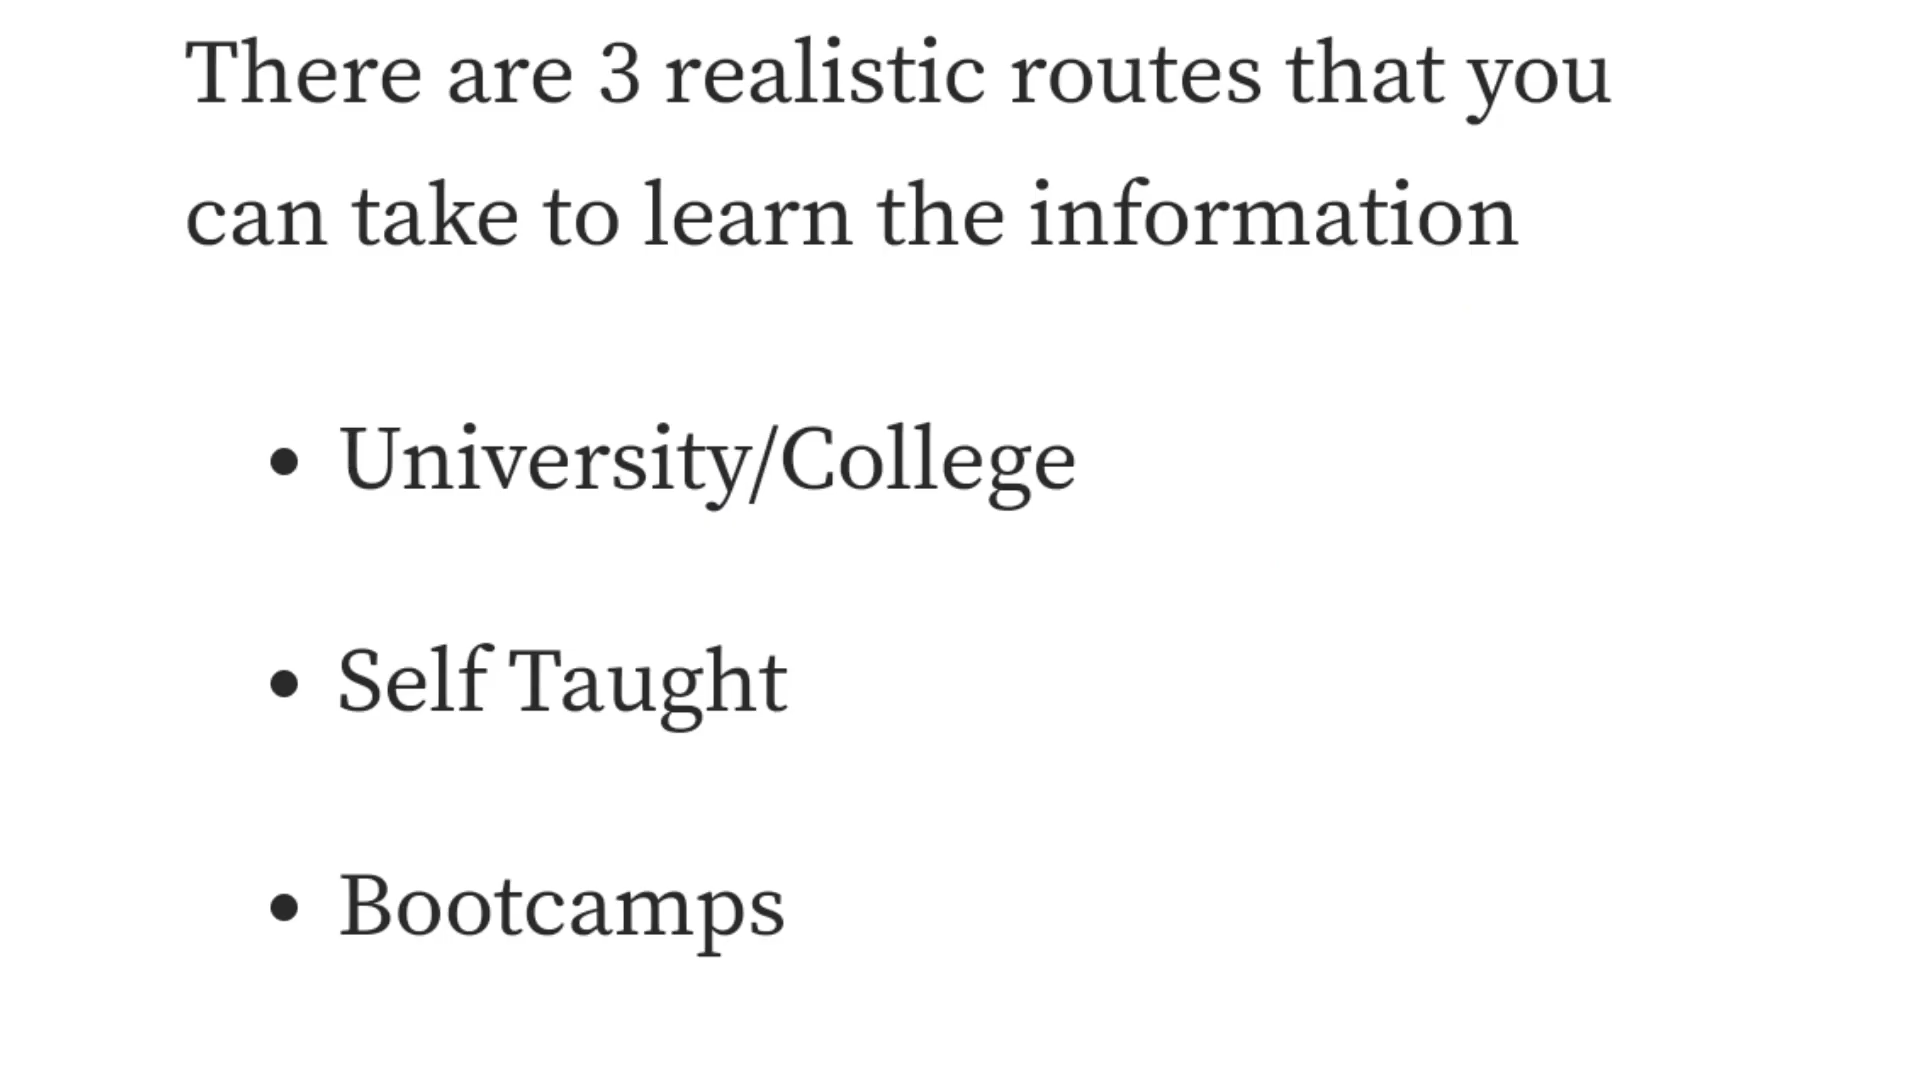 There are 3 realistic routes that you
can take to learn the information
• University/College
• Self Taught
• Bootcamps